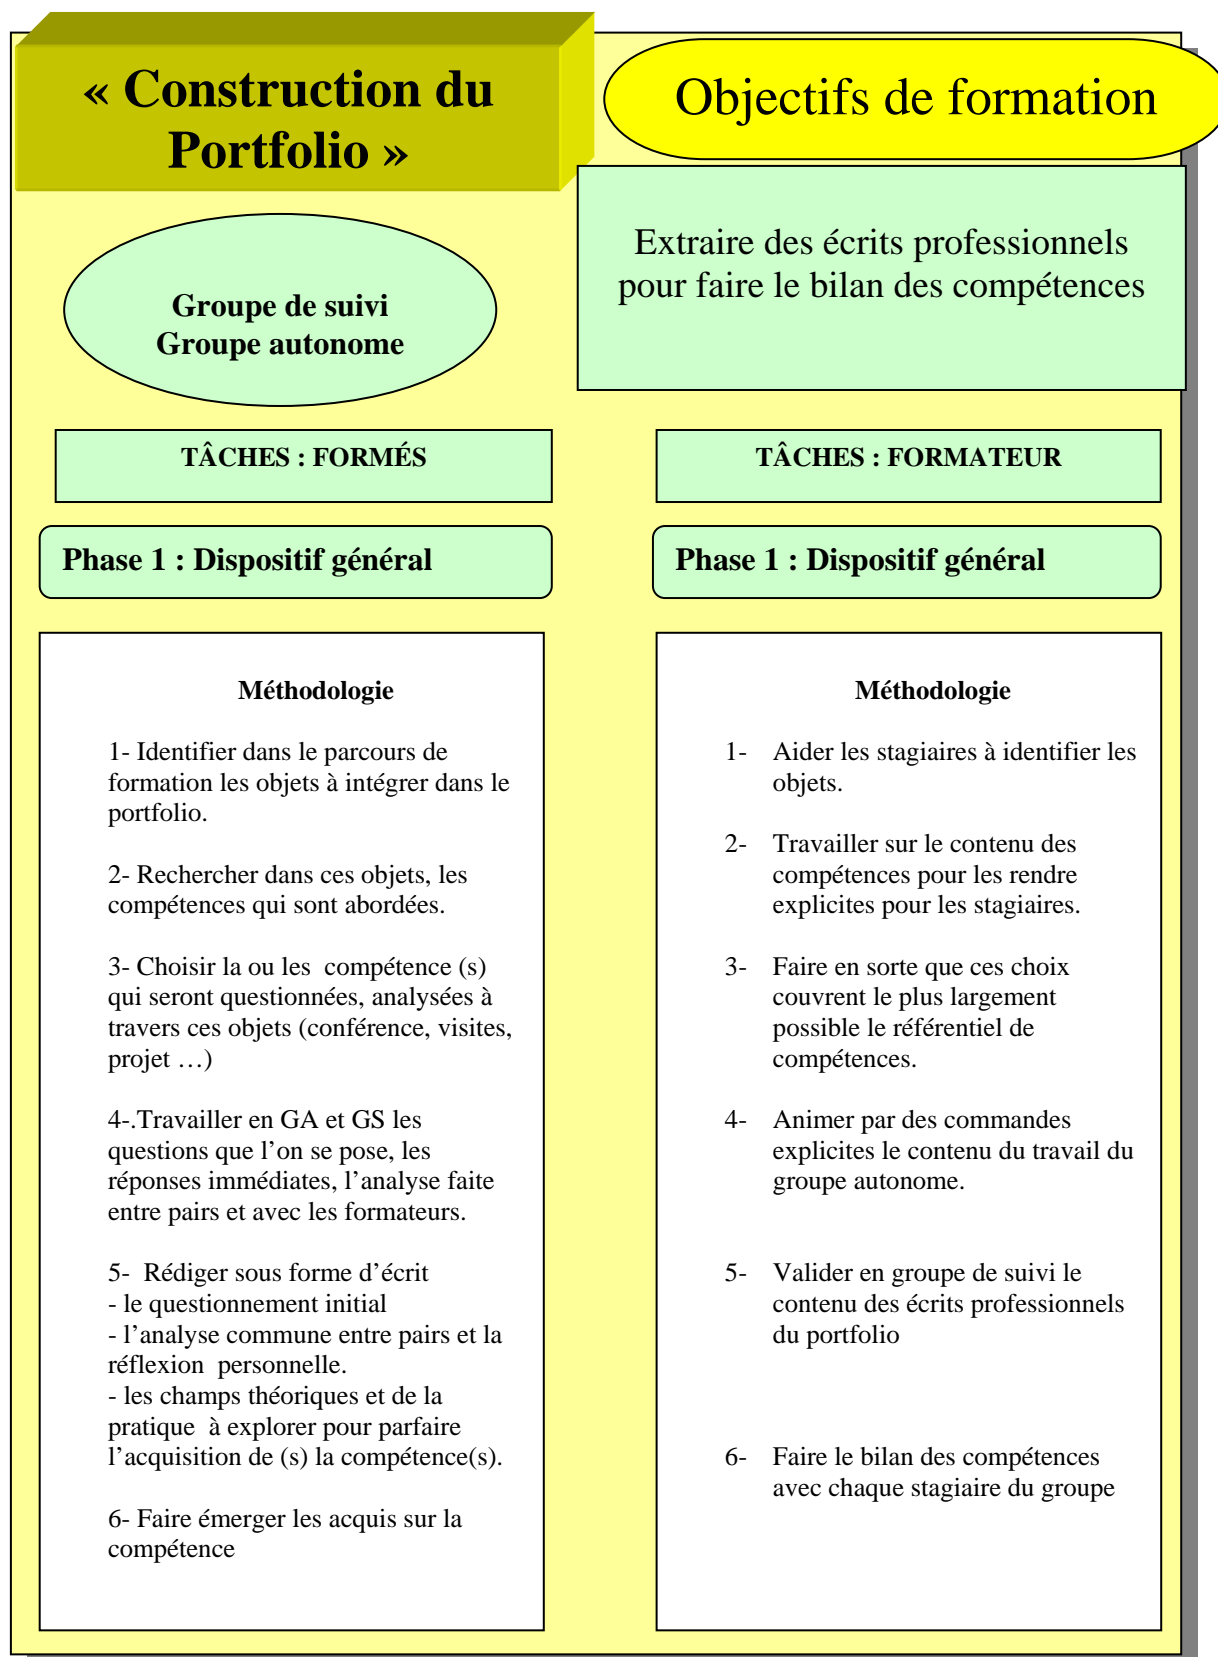 « Construction du
Portfolio »
Objectifs de formation
Extraire des écrits professionnels
pour faire le bilan des compétences
Groupe de suivi
Groupe autonome
TÂCHES : FORMÉS
TÂCHES : FORMATEUR
Phase 1 : Dispositif général
Phase 1 : Dispositif général
Méthodologie
1- Identifier dans le parcours de
formation les objets à intégrer dans le
portfolio.
2- Rechercher dans ces objets, les
compétences qui sont abordées.
3- Choisir la ou les  compétence (s)
qui seront questionnées, analysées à
travers ces objets (conférence, visites,
projet …)
4-.Travailler en GA et GS les
questions que l’on se pose, les
réponses immédiates, l’analyse faite
entre pairs et avec les formateurs.
5-  Rédiger sous forme d’écrit
- le questionnement initial
- l’analyse commune entre pairs et la
réflexion  personnelle.
- les champs théoriques et de la
pratique  à explorer pour parfaire
l’acquisition de (s) la compétence(s).
6- Faire émerger les acquis sur la
compétence
Méthodologie
1- Aider les stagiaires à identifier les
objets.
2- Travailler sur le contenu des
compétences pour les rendre
explicites pour les stagiaires.
3- Faire en sorte que ces choix
couvrent le plus largement
possible le référentiel de
compétences.
4- Animer par des commandes
explicites le contenu du travail du
groupe autonome.
5- Valider en groupe de suivi le
contenu des écrits professionnels
du portfolio
6- Faire le bilan des compétences
avec chaque stagiaire du groupe